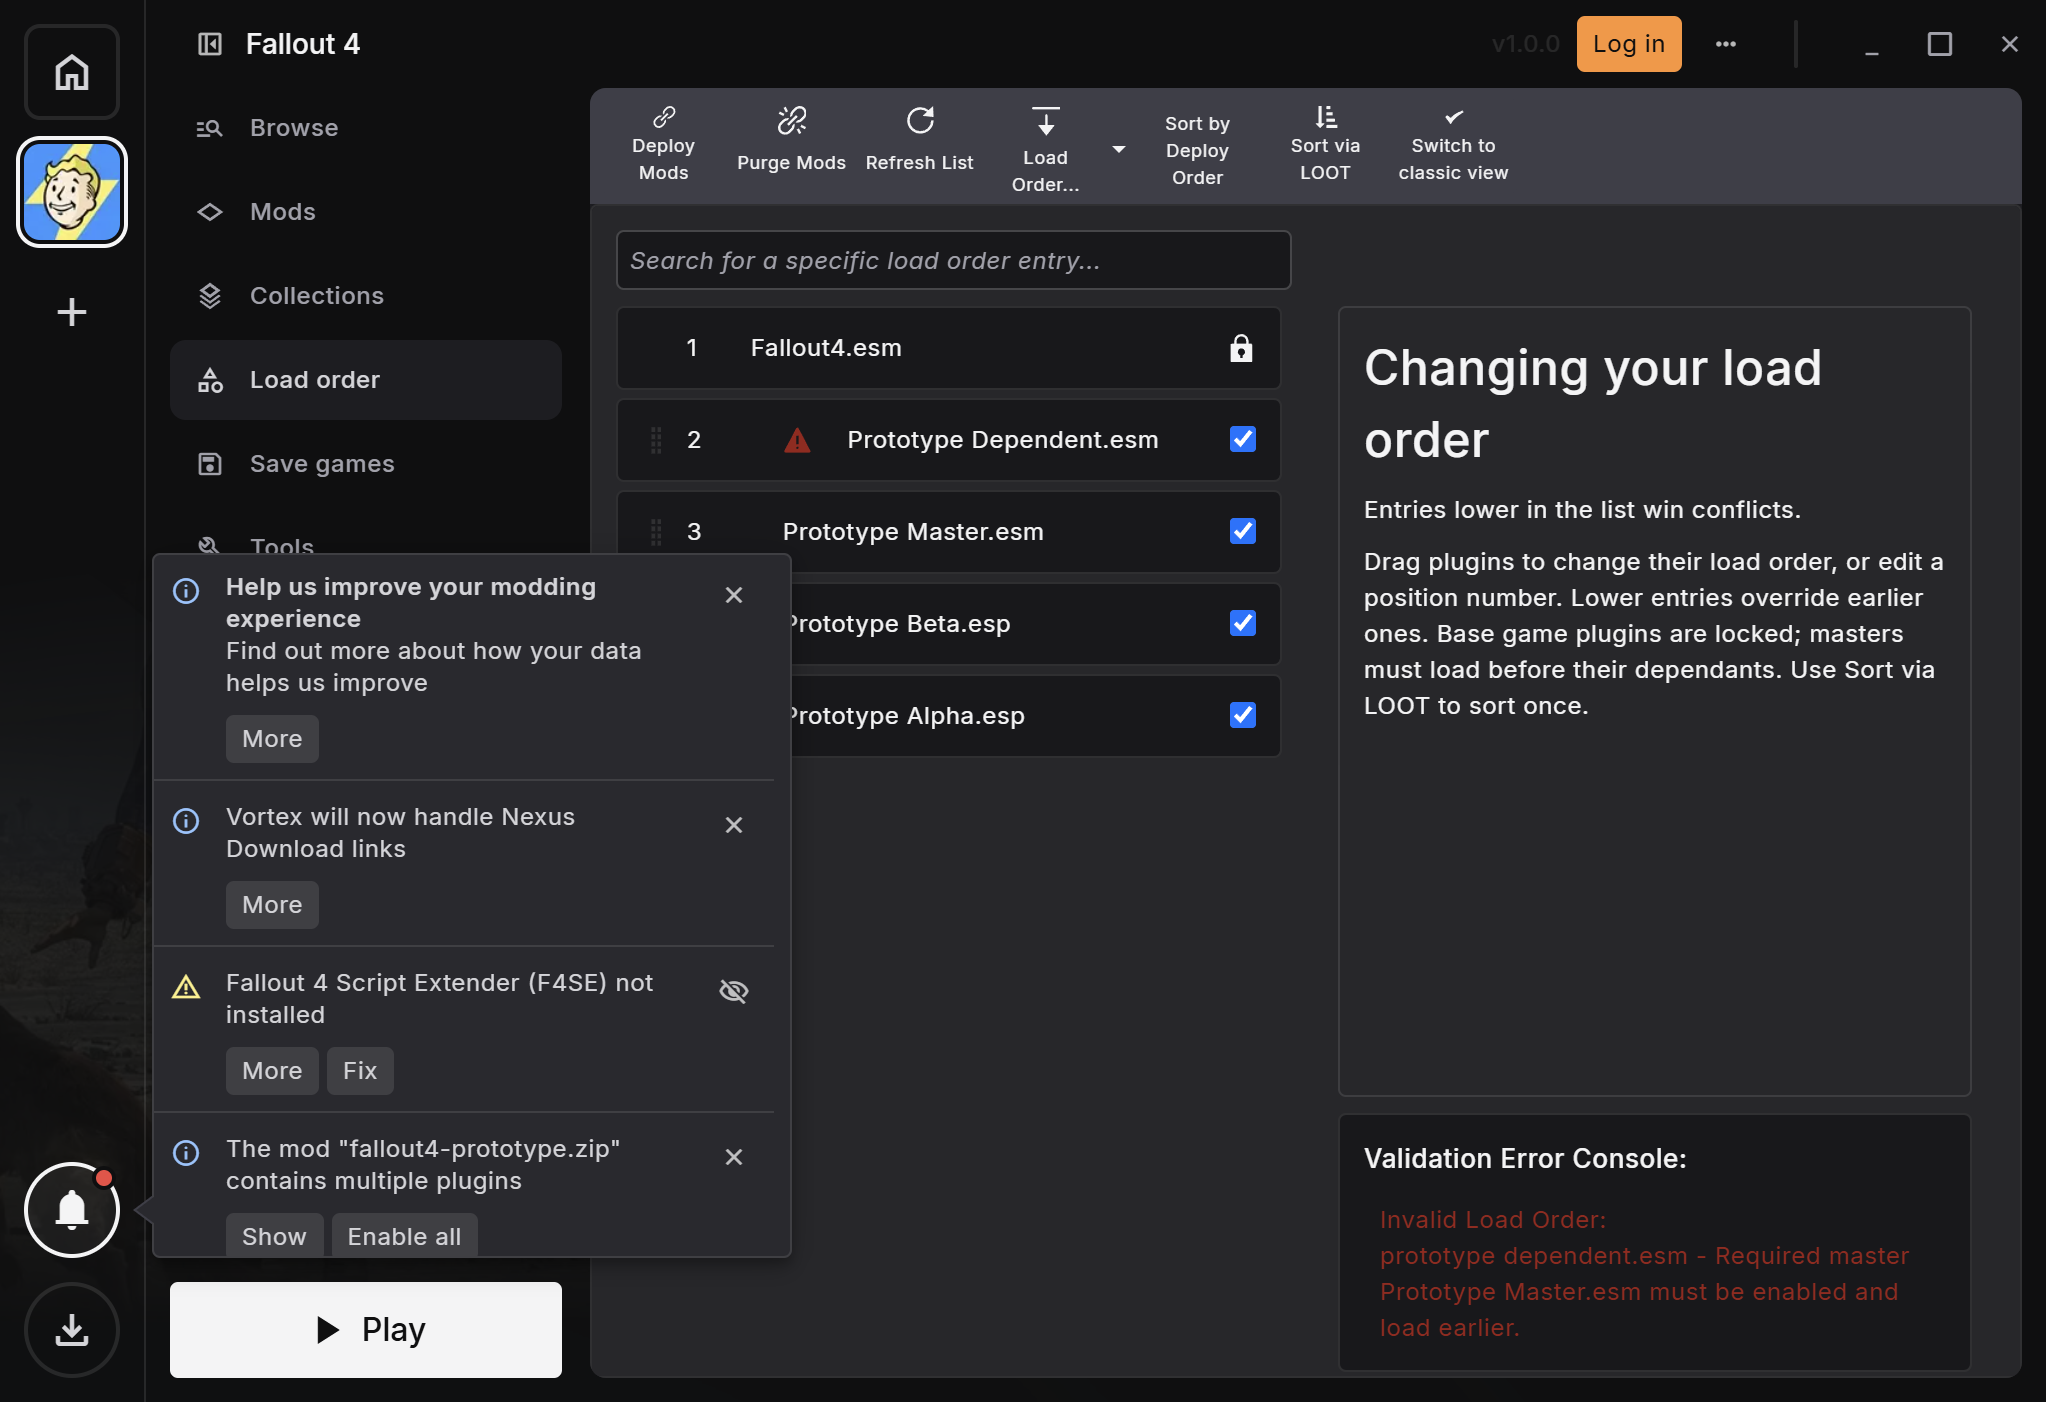 Fallout 4
v1.0.0
Log in
Browse
Mods
Collections
Load order
Save games
Tools
Deploy
Mods
Purge Mods
Refresh List
Load
Order...
Sort by
Deploy
Order
Sort via
LOOT
Switch to
classic view
Search for a specific load order entry...
1 Fallout4.esm
2 Prototype Dependent.esm
3 Prototype Master.esm
Prototype Beta.esp
Prototype Alpha.esp
Changing your load
order
Entries lower in the list win conflicts.
Drag plugins to change their load order, or edit a
position number. Lower entries override earlier
ones. Base game plugins are locked; masters
must load before their dependants. Use Sort via
LOOT to sort once.
Validation Error Console:
Invalid Load Order:
prototype dependent.esm - Required master
Prototype Master.esm must be enabled and
load earlier.
Help us improve your modding
experience
Find out more about how your data
helps us improve
More
Vortex will now handle Nexus
Download links
More
Fallout 4 Script Extender (F4SE) not
installed
More Fix
The mod "fallout4-prototype.zip"
contains multiple plugins
Show Enable all
Play